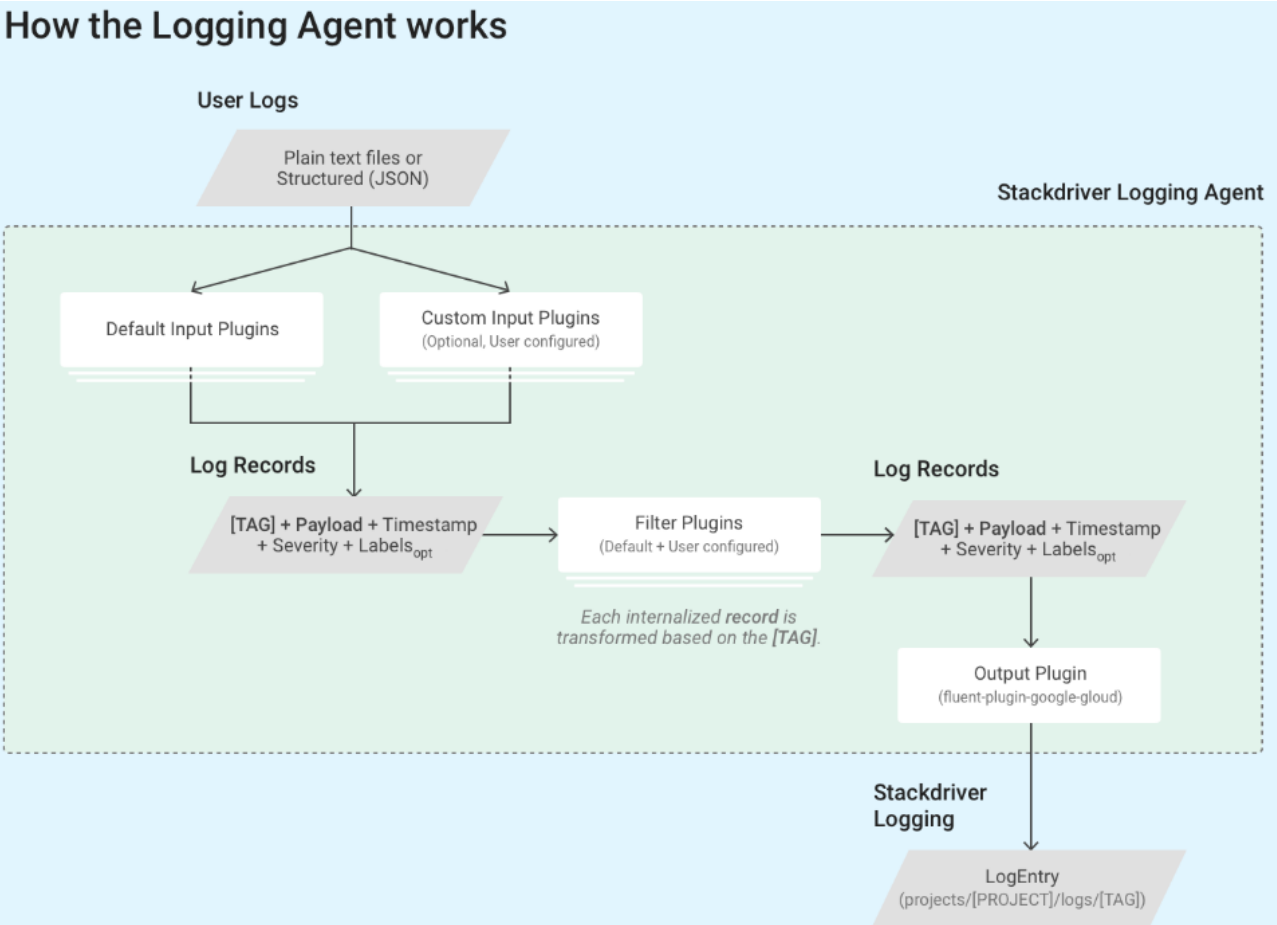 How the Logging Agent works
User Logs
Plain text files or
Structured (JSON)
Stackdriver Logging Agent
Default Input Plugins
Custom Input Plugins
(Optional, User configured)
Log Records
[TAG] + Payload + Timestamp
+ Severity + Labelsopt
Filter Plugins
(Default + User configured)
Each internalized record is
transformed based on the [TAG].
Log Records
[TAG] + Payload + Timestamp
+ Severity + Labelsopt
Output Plugin
(fluent-plugin-google-gloud)
Stackdriver
Logging
LogEntry
(projects/[PROJECT]/logs/[TAG])